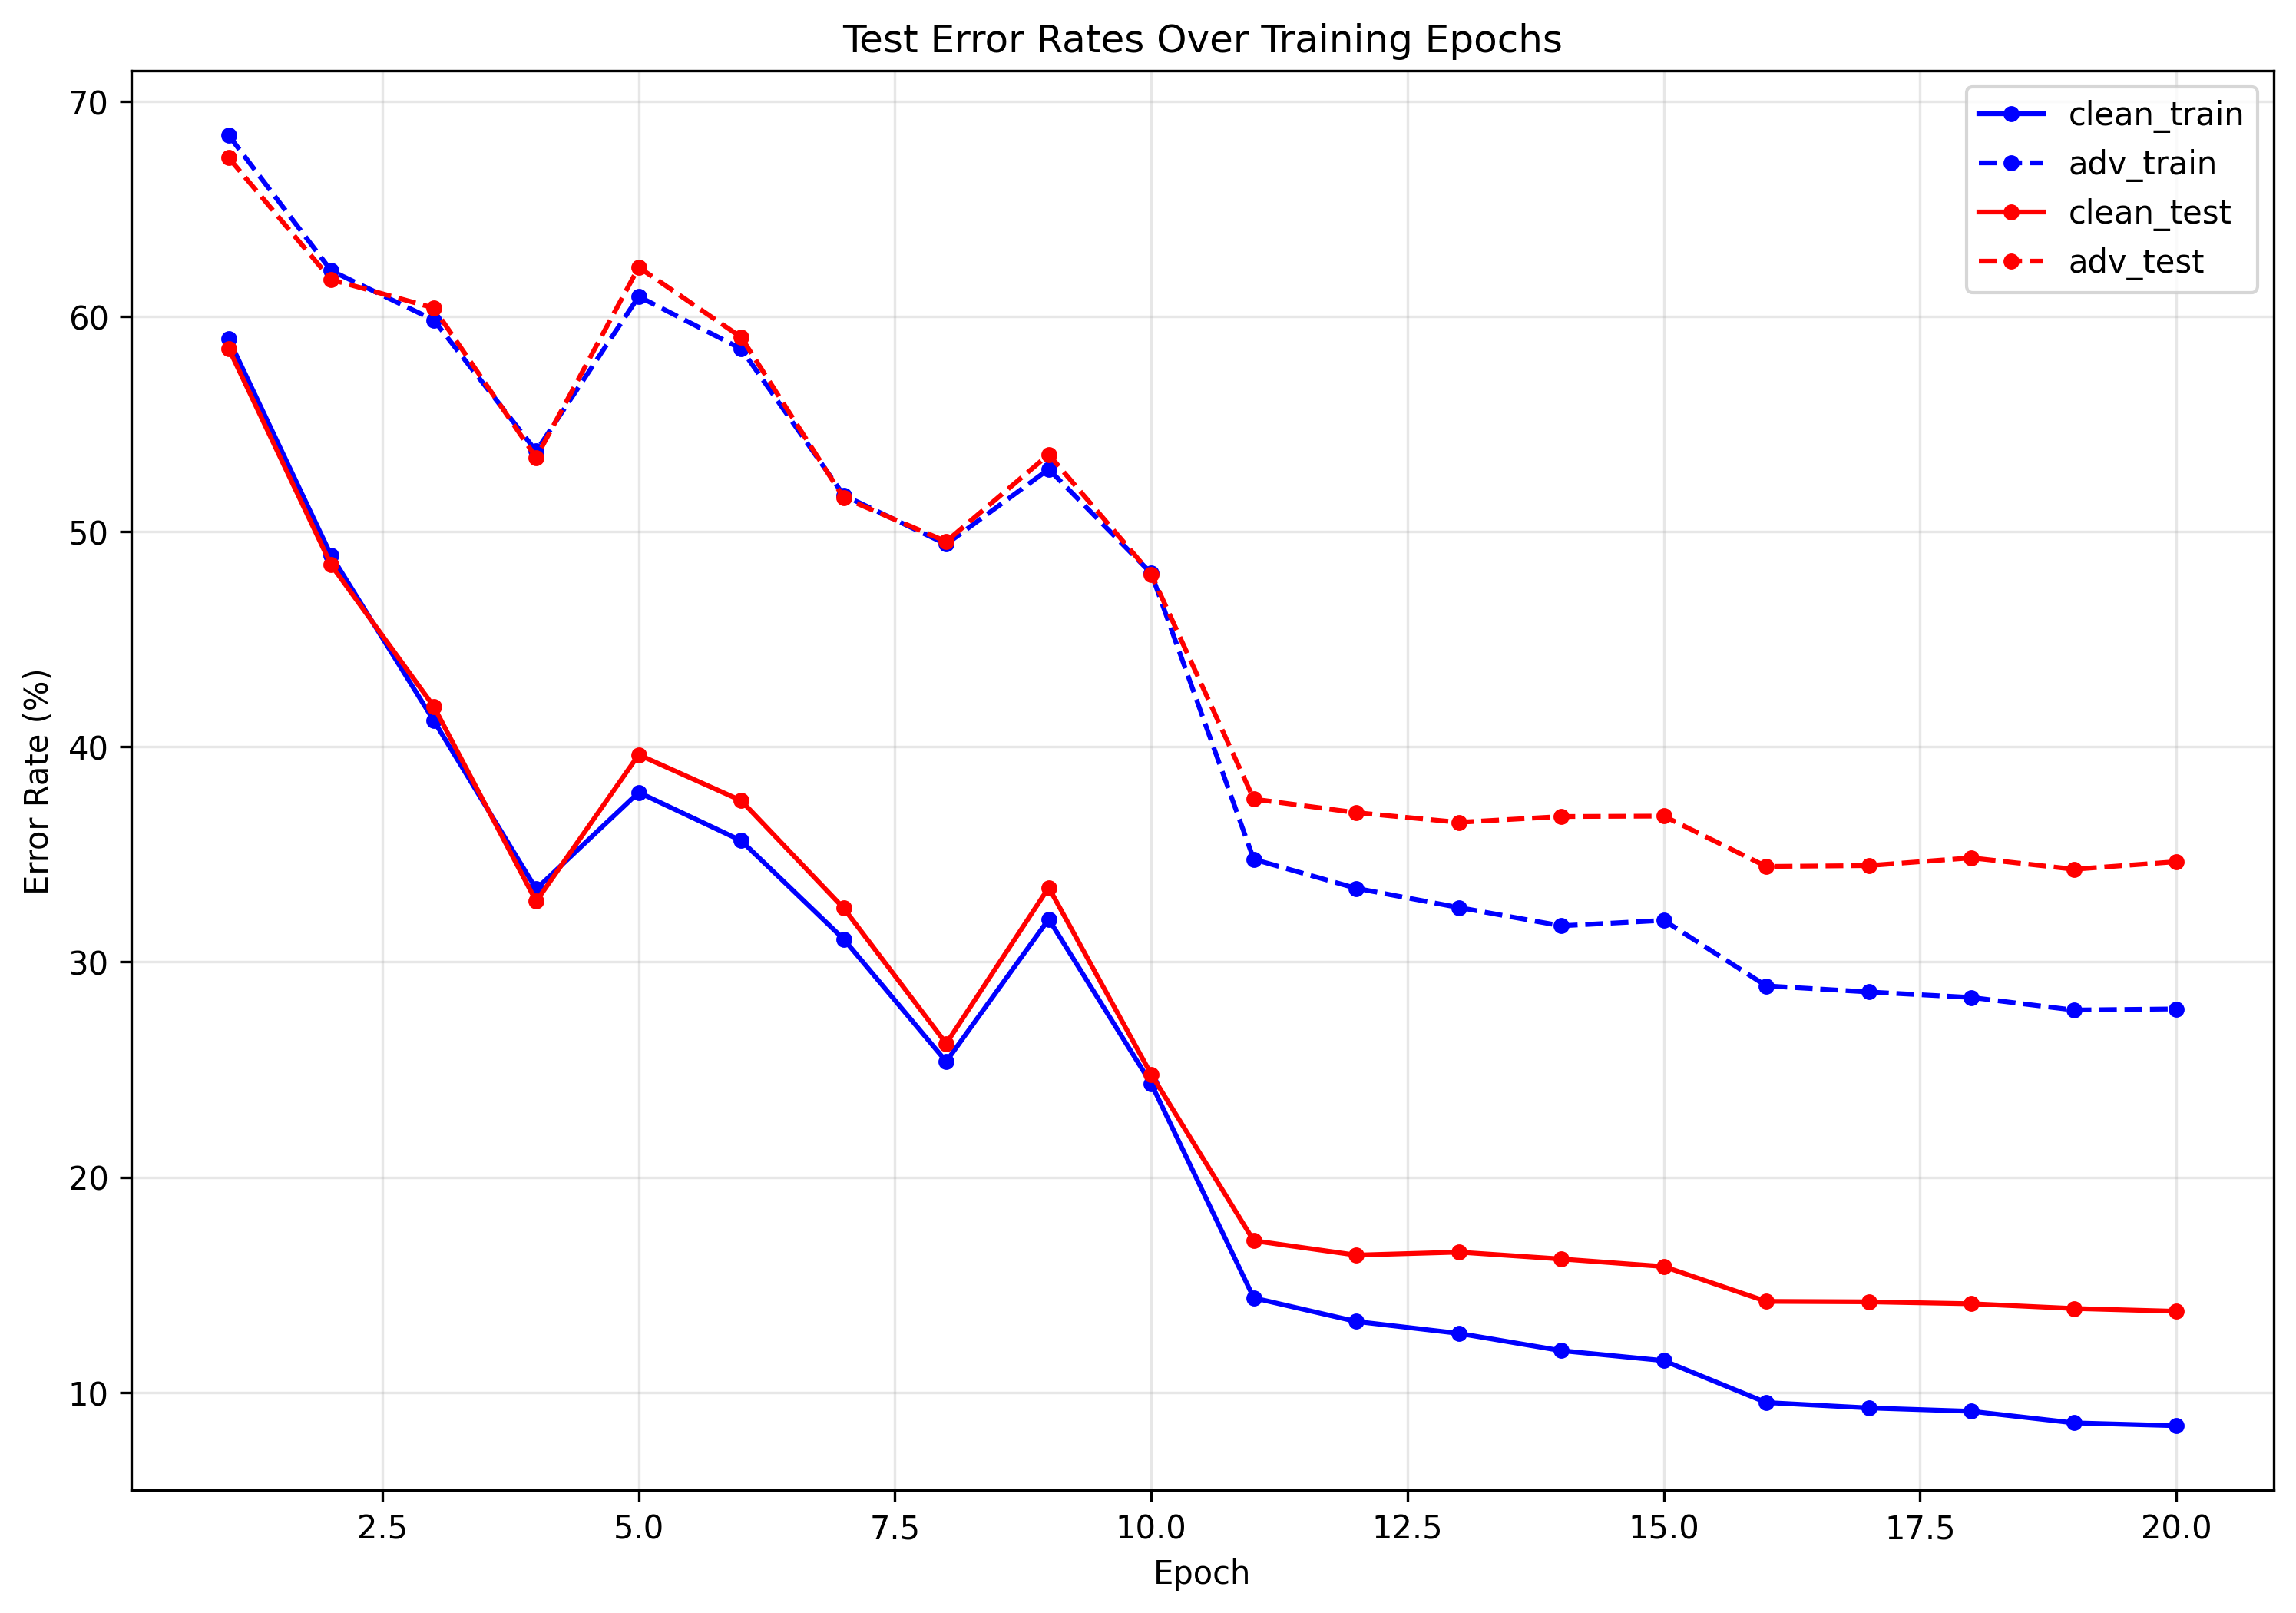 Test Error Rates Over Training Epochs
clean_train
adv_train
clean_test
adv_test
Error Rate (%)
70
60
50
40
30
20
10
2.5 5.0 7.5 10.0 12.5 15.0 17.5 20.0
Epoch